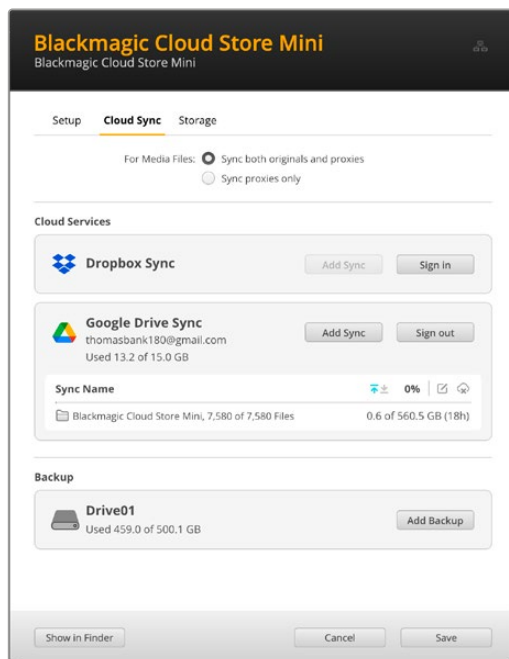 Blackmagic Cloud Store Mini
Blackmagic Cloud Store Mini
Setup Cloud Sync Storage
For Media Files: Sync both originals and proxies
Sync proxies only
Cloud Services
Dropbox Sync Add Sync Sign in
Google Drive Sync
thomasbank180@gmail.com Add Sync Sign out
Used 13.2 of 15.0 GB
Sync Name 0%
Blackmagic Cloud Store Mini, 7,580 of 7,580 Files 0.6 of 560.5 GB (18h)
Backup
Drive01
Used 459.0 of 500.1 GB Add Backup
Show in Finder Cancel Save